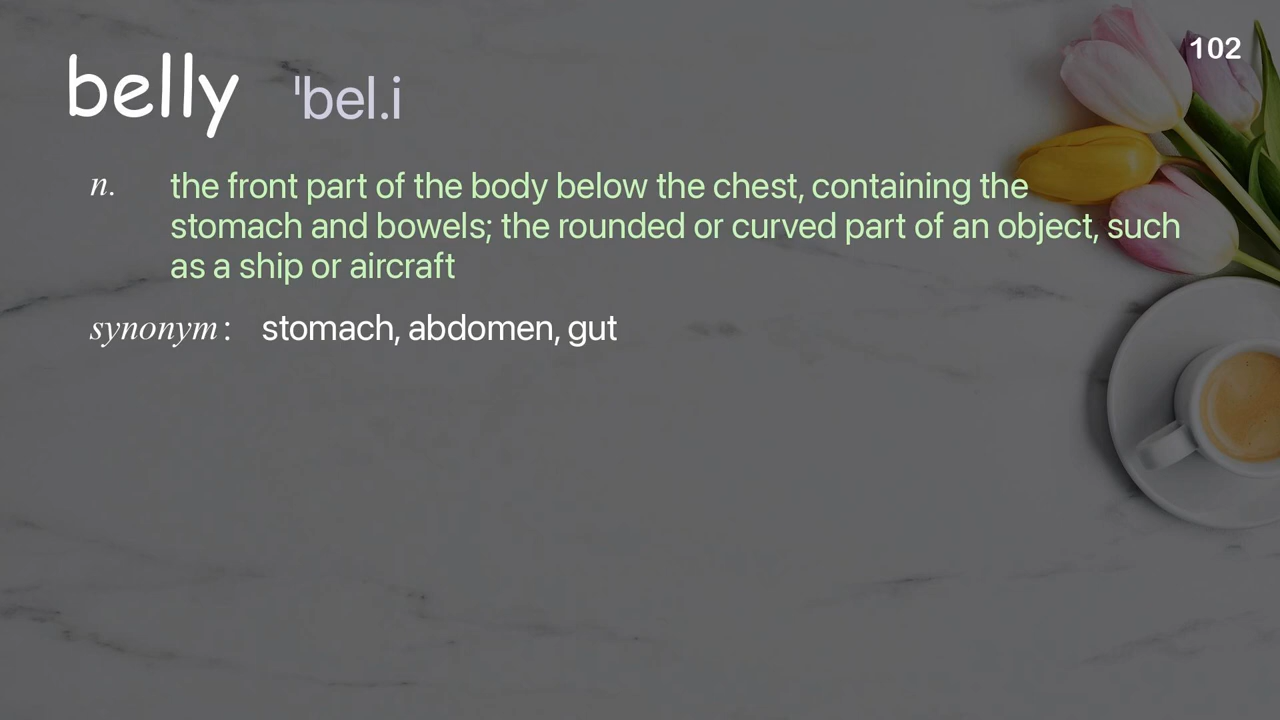 102
belly ˈbel.i
n. the front part of the body below the chest, containing the
stomach and bowels; the rounded or curved part of an object, such
as a ship or aircraft
synonym: stomach, abdomen, gut